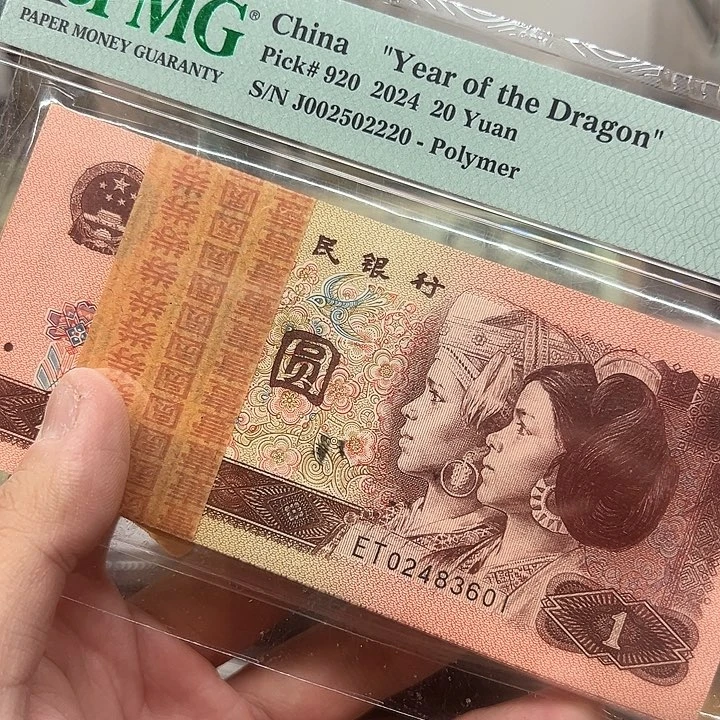 PMG®
PAPER MONEY GUARANTY
China "Year of the Dragon"
Pick# 920 2024 20 Yuan
S/N J002502220 - Polymer
民银行
圆
ET02483601
1